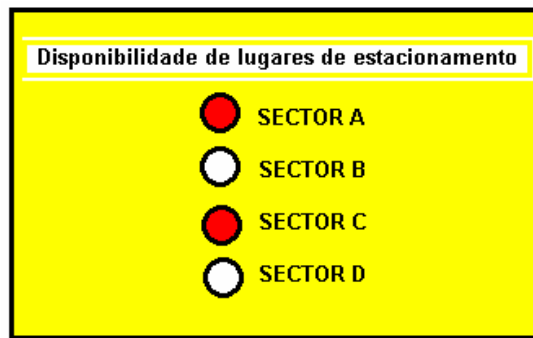 Disponibilidade de lugares de estacionamento
SECTOR A
SECTOR B
SECTOR C
SECTOR D